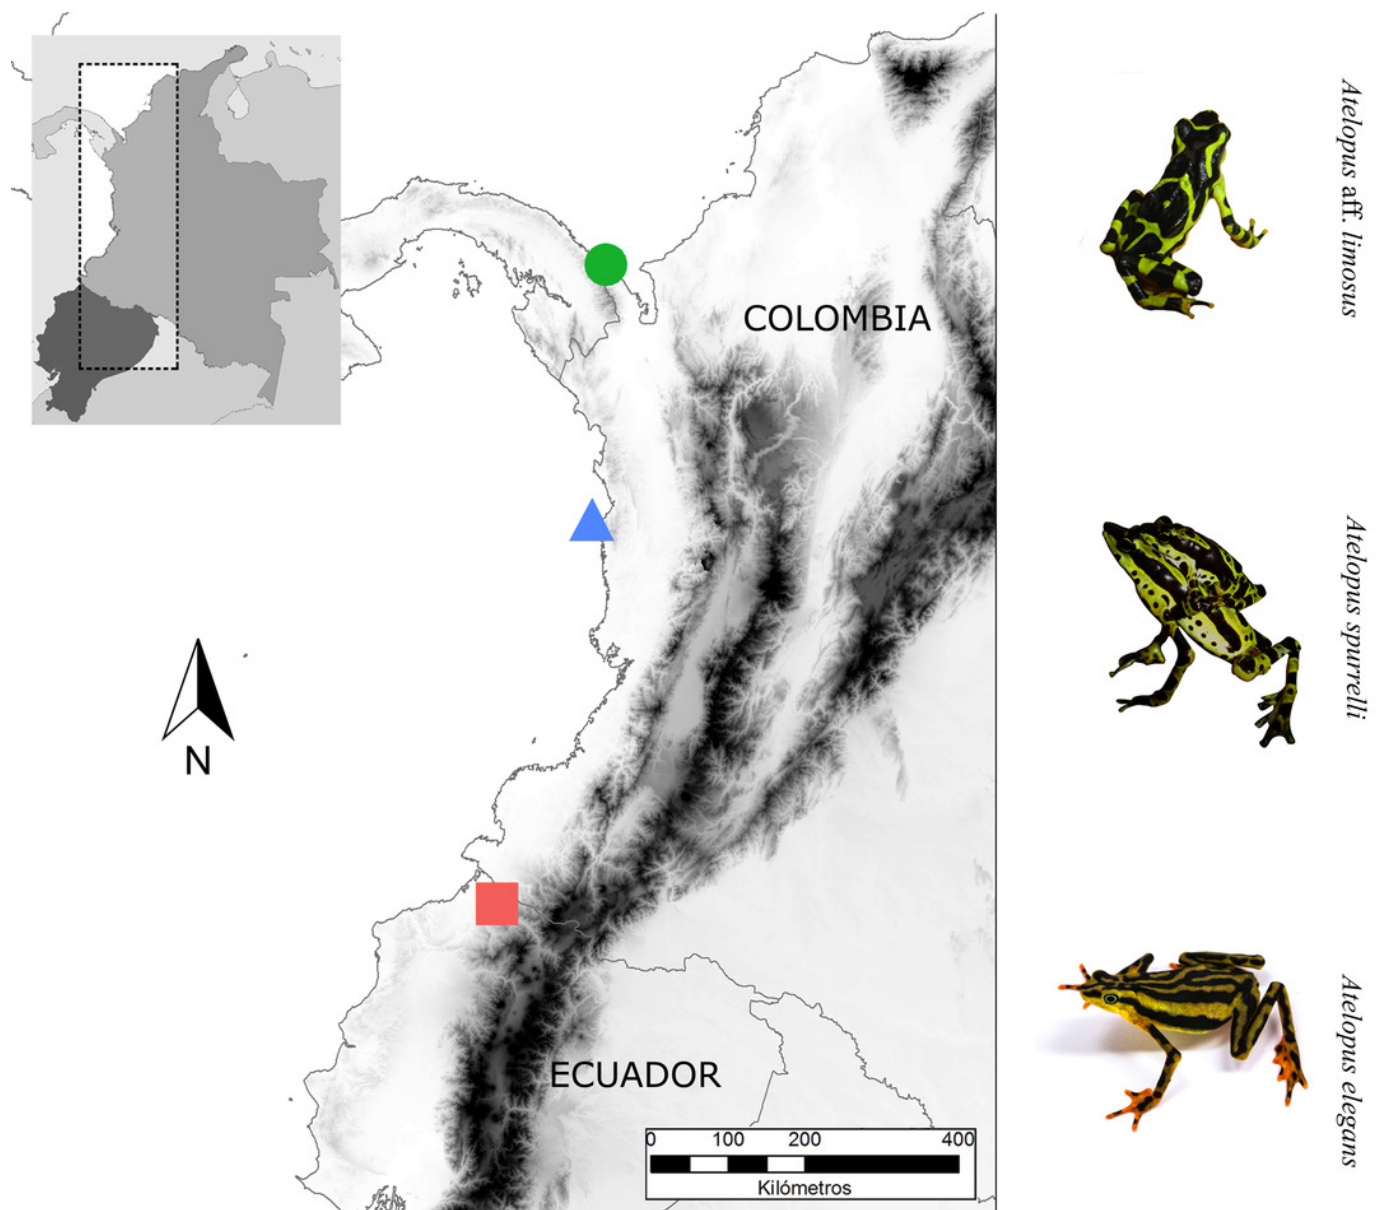 COLOMBIA
ECUADOR
N
0 100 200 400
Kilómetros
Atelopus aff. limosus
Atelopus spurrelli
Atelopus elegans